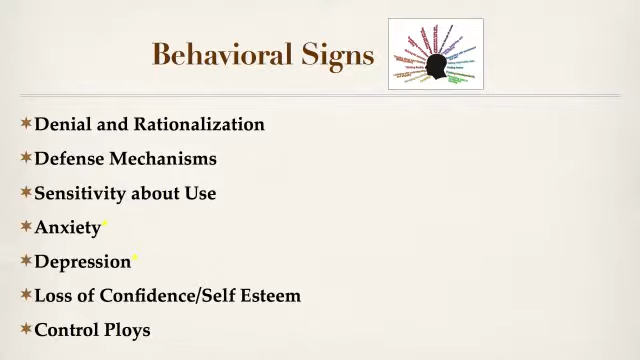 Behavioral Signs
✶Denial and Rationalization
✶Defense Mechanisms
✶Sensitivity about Use
✶Anxiety*
✶Depression*
✶Loss of Confidence/Self Esteem
✶Control Ploys